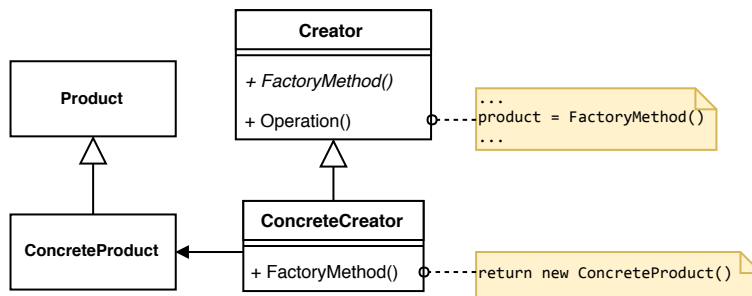 Creator
+ FactoryMethod()
+ Operation()
Product
...
product = FactoryMethod()
...
ConcreteProduct
ConcreteCreator
+ FactoryMethod()
return new ConcreteProduct()